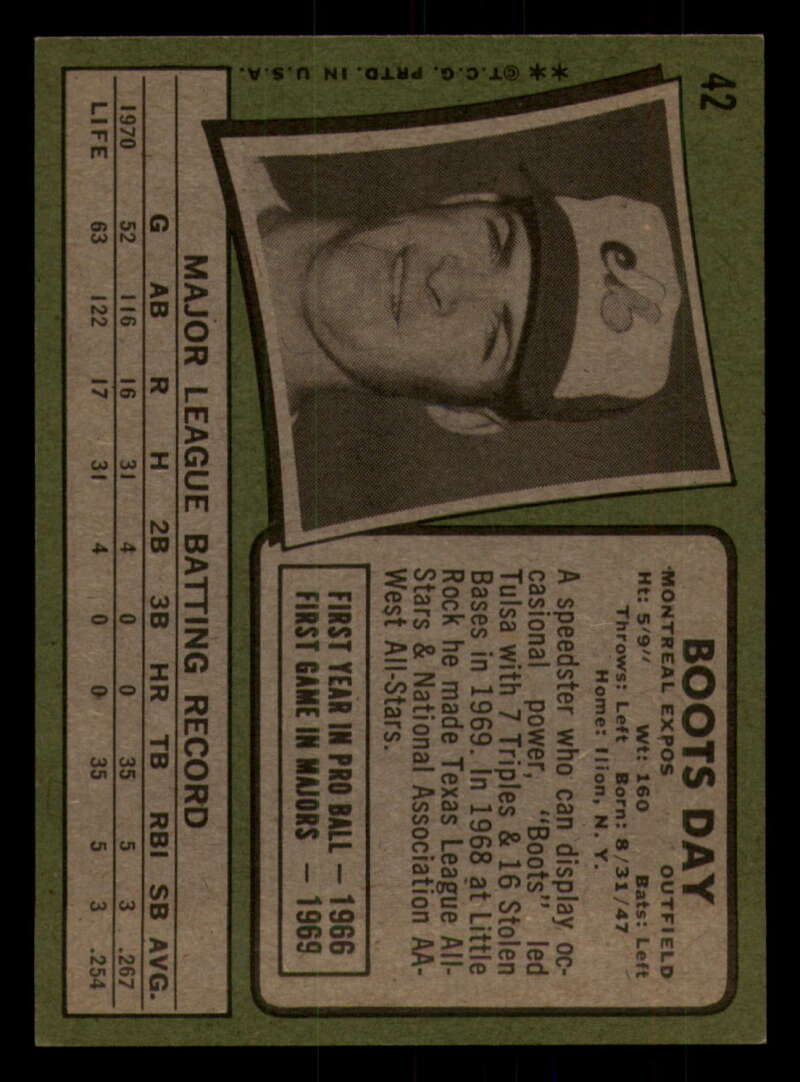 42
✶✶ ©T.C.G. PRTD. IN U.S.A.
BOOTS DAY
MONTREAL EXPOS OUTFIELD
Ht: 5'9" Wt: 160 Bats: Left
Throws: Left Born: 8/31/47
Home: Ilion, N. Y.
A speedster who can display oc-
casional power, "Boots" led
Tulsa with 7 Triples & 16 Stolen
Bases in 1969. In 1968 at Little
Rock he made Texas League All-
Stars & National Association AA-
West All-Stars.
FIRST YEAR IN PRO BALL — 1966
FIRST GAME IN MAJORS — 1969
MAJOR LEAGUE BATTING RECORD
G AB R H 2B 3B HR TB RBI SB AVG.
1970 52 116 16 31 4 0 0 35 5 3 .267
LIFE 63 122 17 31 4 0 0 35 5 3 .254